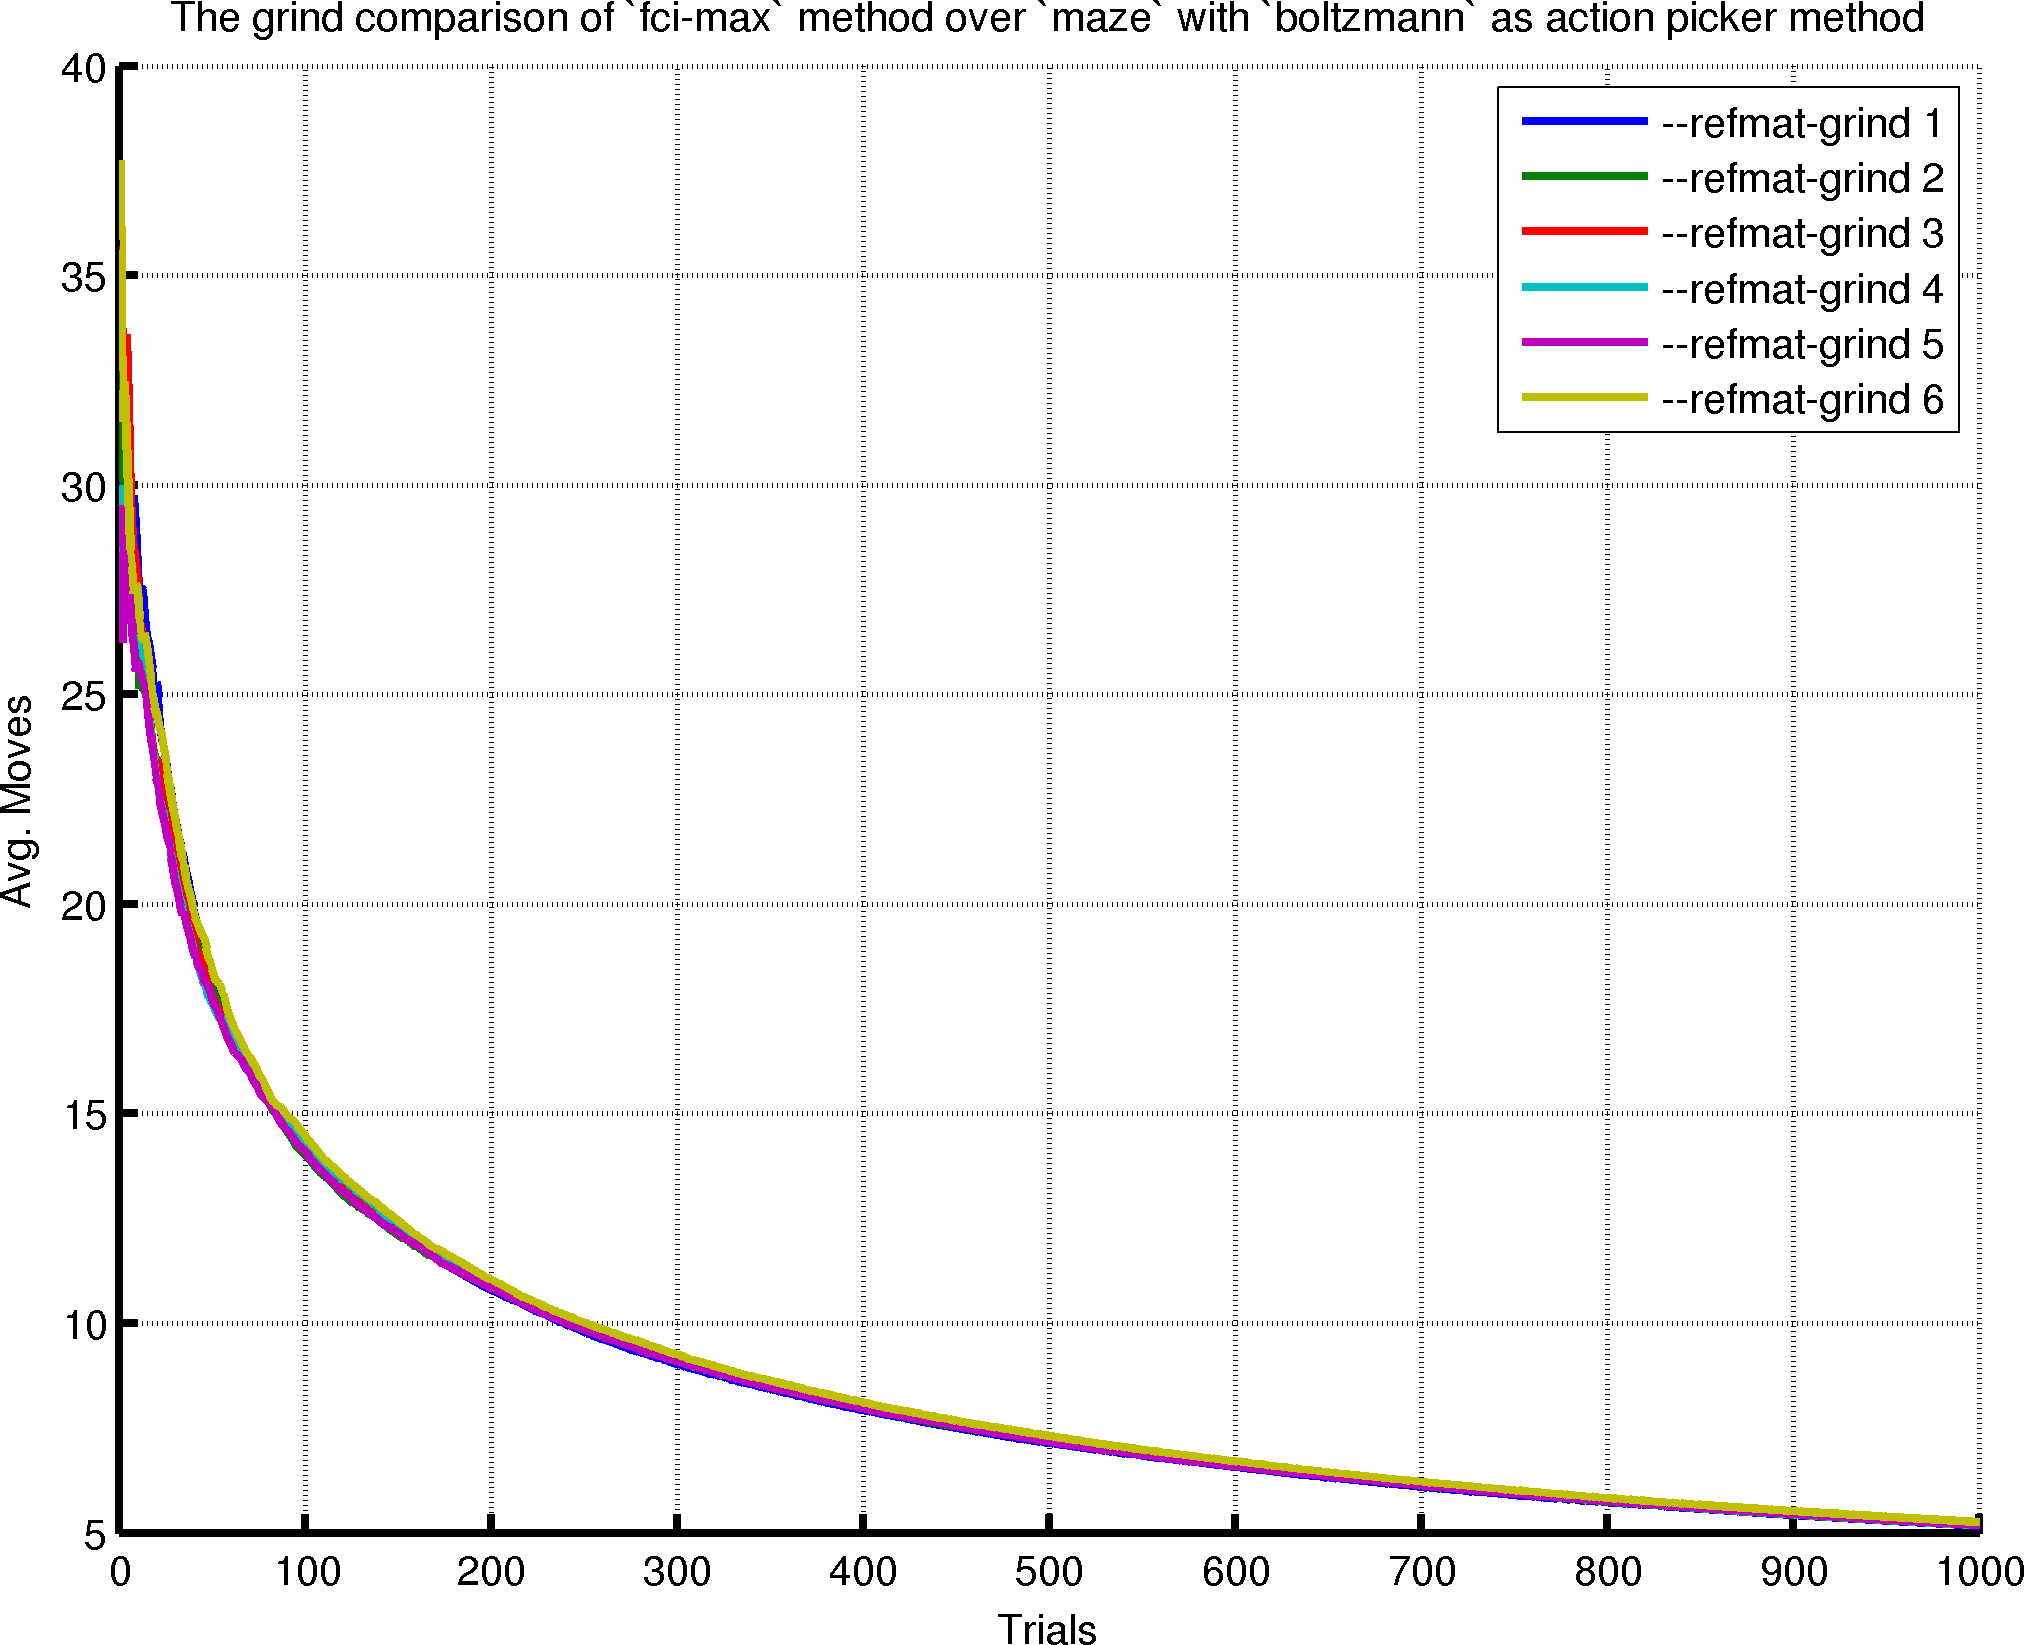 The grind comparison of `fci-max` method over `maze` with `boltzmann` as action picker method
40
35
30
25
20
15
10
5
Avg. Moves
--refmat-grind 1
--refmat-grind 2
--refmat-grind 3
--refmat-grind 4
--refmat-grind 5
--refmat-grind 6
0 100 200 300 400 500 600 700 800 900 1000
Trials